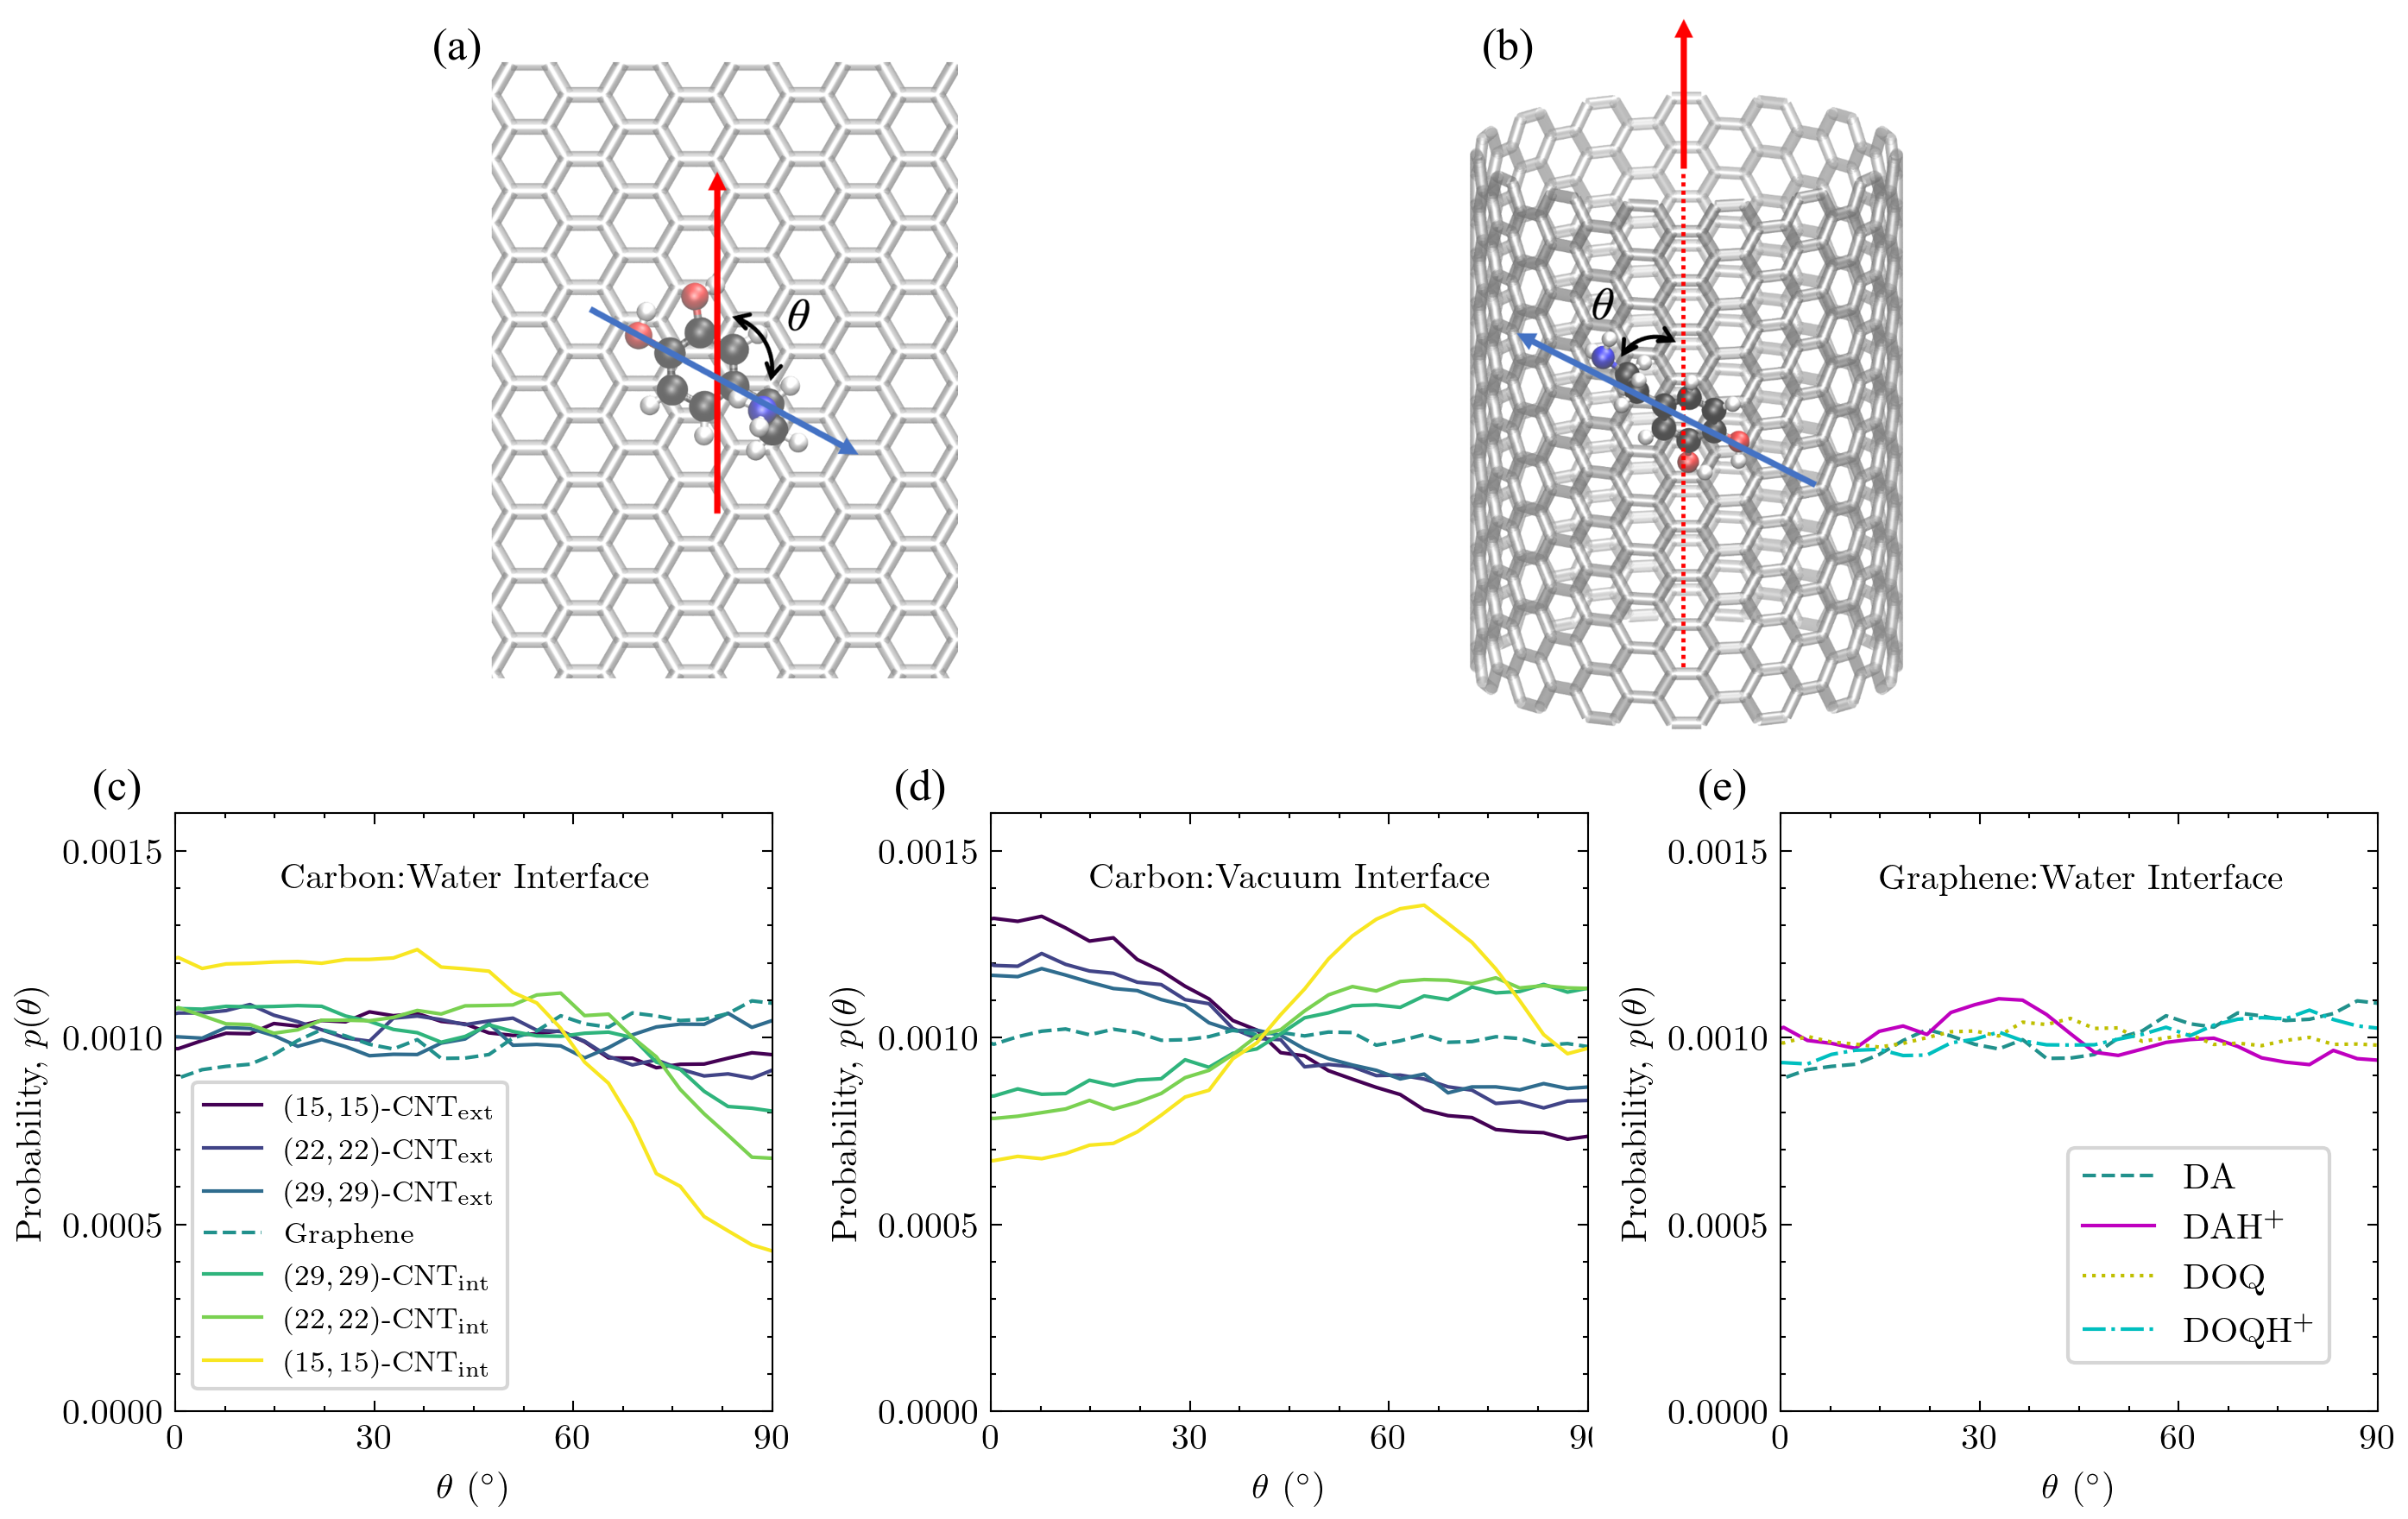 (a)
(b)
θ
θ
(c)
(d)
(e)
Carbon:Water Interface
Probability, p(θ)
0.0015
0.0010
0.0005
0.0000
(15, 15)-CNText
(22, 22)-CNText
(29, 29)-CNText
Graphene
(29, 29)-CNTint
(22, 22)-CNTint
(15, 15)-CNTint
0 30 60 90
θ (°)
Carbon:Vacuum Interface
Probability, p(θ)
0.0015
0.0010
0.0005
0.0000
0 30 60 90
θ (°)
Graphene:Water Interface
Probability, p(θ)
0.0015
0.0010
0.0005
0.0000
DA
DAH+
DOQ
DOQH+
0 30 60 90
θ (°)